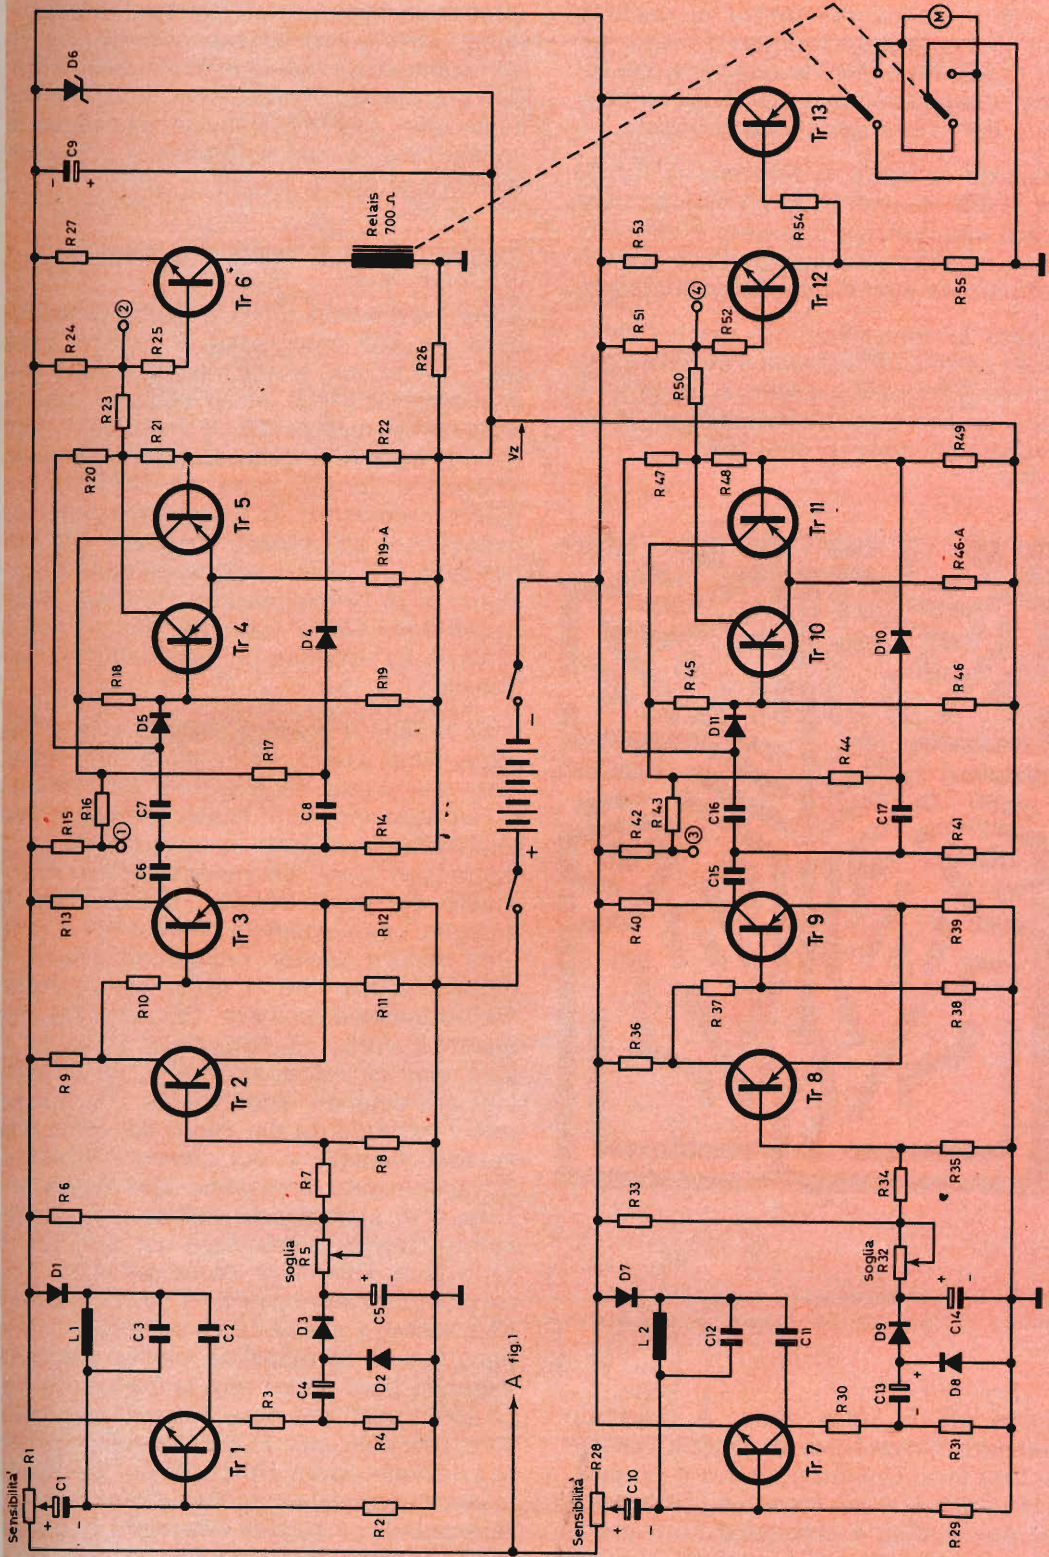 Sensibilita'
R1
C1
+
-
R2
Tr 1
R3
R4
C4
D2
D3
C5
+
-
soglia
R5
R6
R7
R8
D1
L1
C3
C2
A fig.1
R9
Tr 2
R10
R11
R12
R13
Tr 3
C6
R14
R15
R16
1
C7
C8
R17
R18
D5
D4
R19
Tr 4
R19-A
Tr 5
R20
R21
R22
R23
R24
R25
2
R26
Tr 6
R27
Relais
700 Ω
C9
-
+
D6
Vz
+
-
Sensibilità
R28
C10
+
-
R29
Tr 7
R30
R31
C13
+
-
D8
D9
C14
+
-
soglia
R32
R33
R34
R35
D7
L2
C12
C11
R36
Tr 8
R37
R38
R39
R40
Tr 9
C15
R41
R42
R43
3
C16
C17
R44
R45
D11
D10
R46
Tr 10
R46-A
Tr 11
R47
R48
R49
R50
R51
R52
4
Tr 12
R53
R54
R55
Tr 13
M